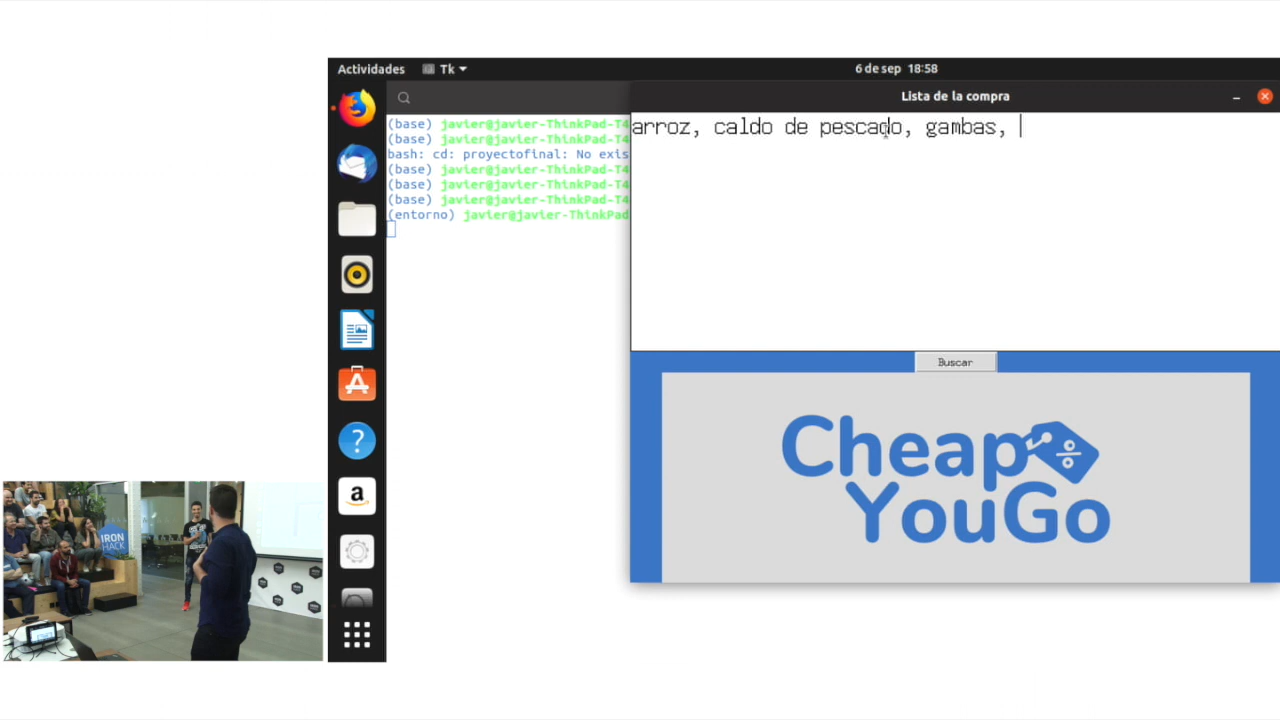 Actividades
Tk
6 de sep 18:58
Lista de la compra
(base) javier@javier-ThinkPad-T4
(base) javier@javier-ThinkPad-T4
bash: cd: proyectofinal: No exis
(base) javier@javier-ThinkPad-T4
(base) javier@javier-ThinkPad-T4
(base) javier@javier-ThinkPad-T4
(entorno) javier@javier-ThinkPad
arroz, caldo de pescado, gambas,
Buscar
Cheap
%
YouGo
?
a
IRON
HACK